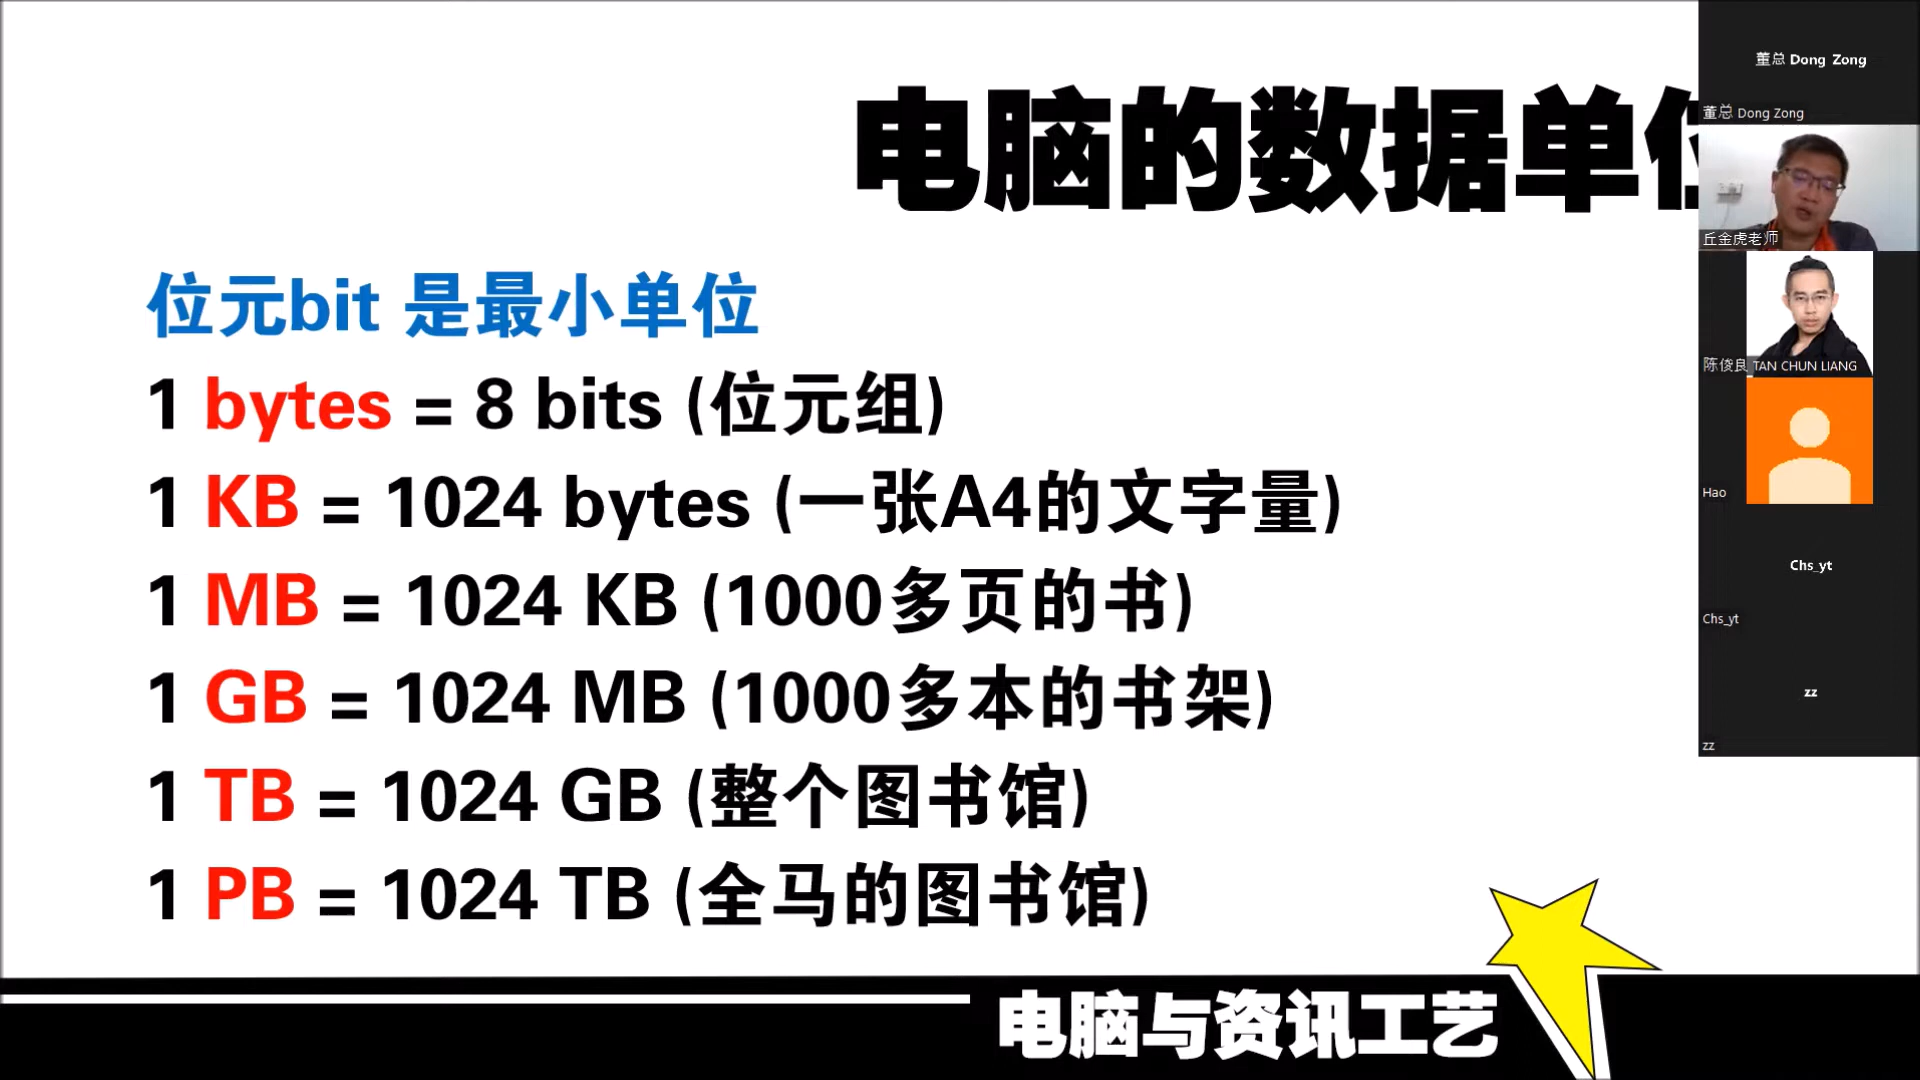 电脑的数据单位
位元bit 是最小单位
1 bytes = 8 bits (位元组)
1 KB = 1024 bytes (一张A4的文字量)
1 MB = 1024 KB (1000多页的书)
1 GB = 1024 MB (1000多本的书架)
1 TB = 1024 GB (整个图书馆)
1 PB = 1024 TB (全马的图书馆)
电脑与资讯工艺
董总 Dong Zong
董总 Dong Zong
丘金虎老师
陈俊良 TAN CHUN LIANG
Hao
Chs_yt
Chs_yt
zz
zz